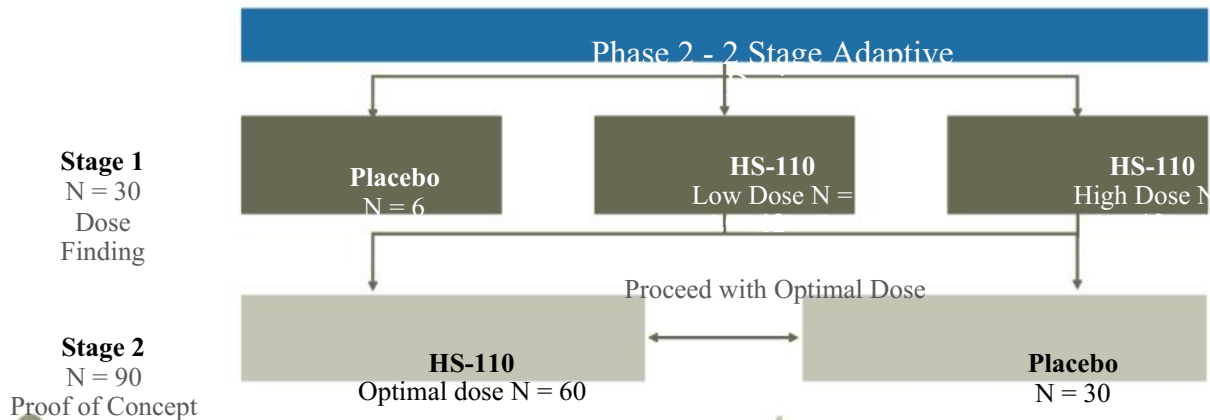 Phase 2 - 2 Stage Adaptive
Stage 1
N = 30
Dose
Finding
Placebo
N = 6
HS-110
Low Dose N =
HS-110
High Dose N
Proceed with Optimal Dose
Stage 2
N = 90
Proof of Concept
HS-110
Optimal dose N = 60
Placebo
N = 30